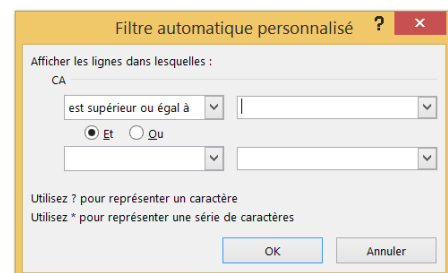 Filtre automatique personnalisé ? ×
Afficher les lignes dans lesquelles :
CA
est supérieur ou égal à
Et Ou
Utilisez ? pour représenter un caractère
Utilisez * pour représenter une série de caractères
OK Annuler